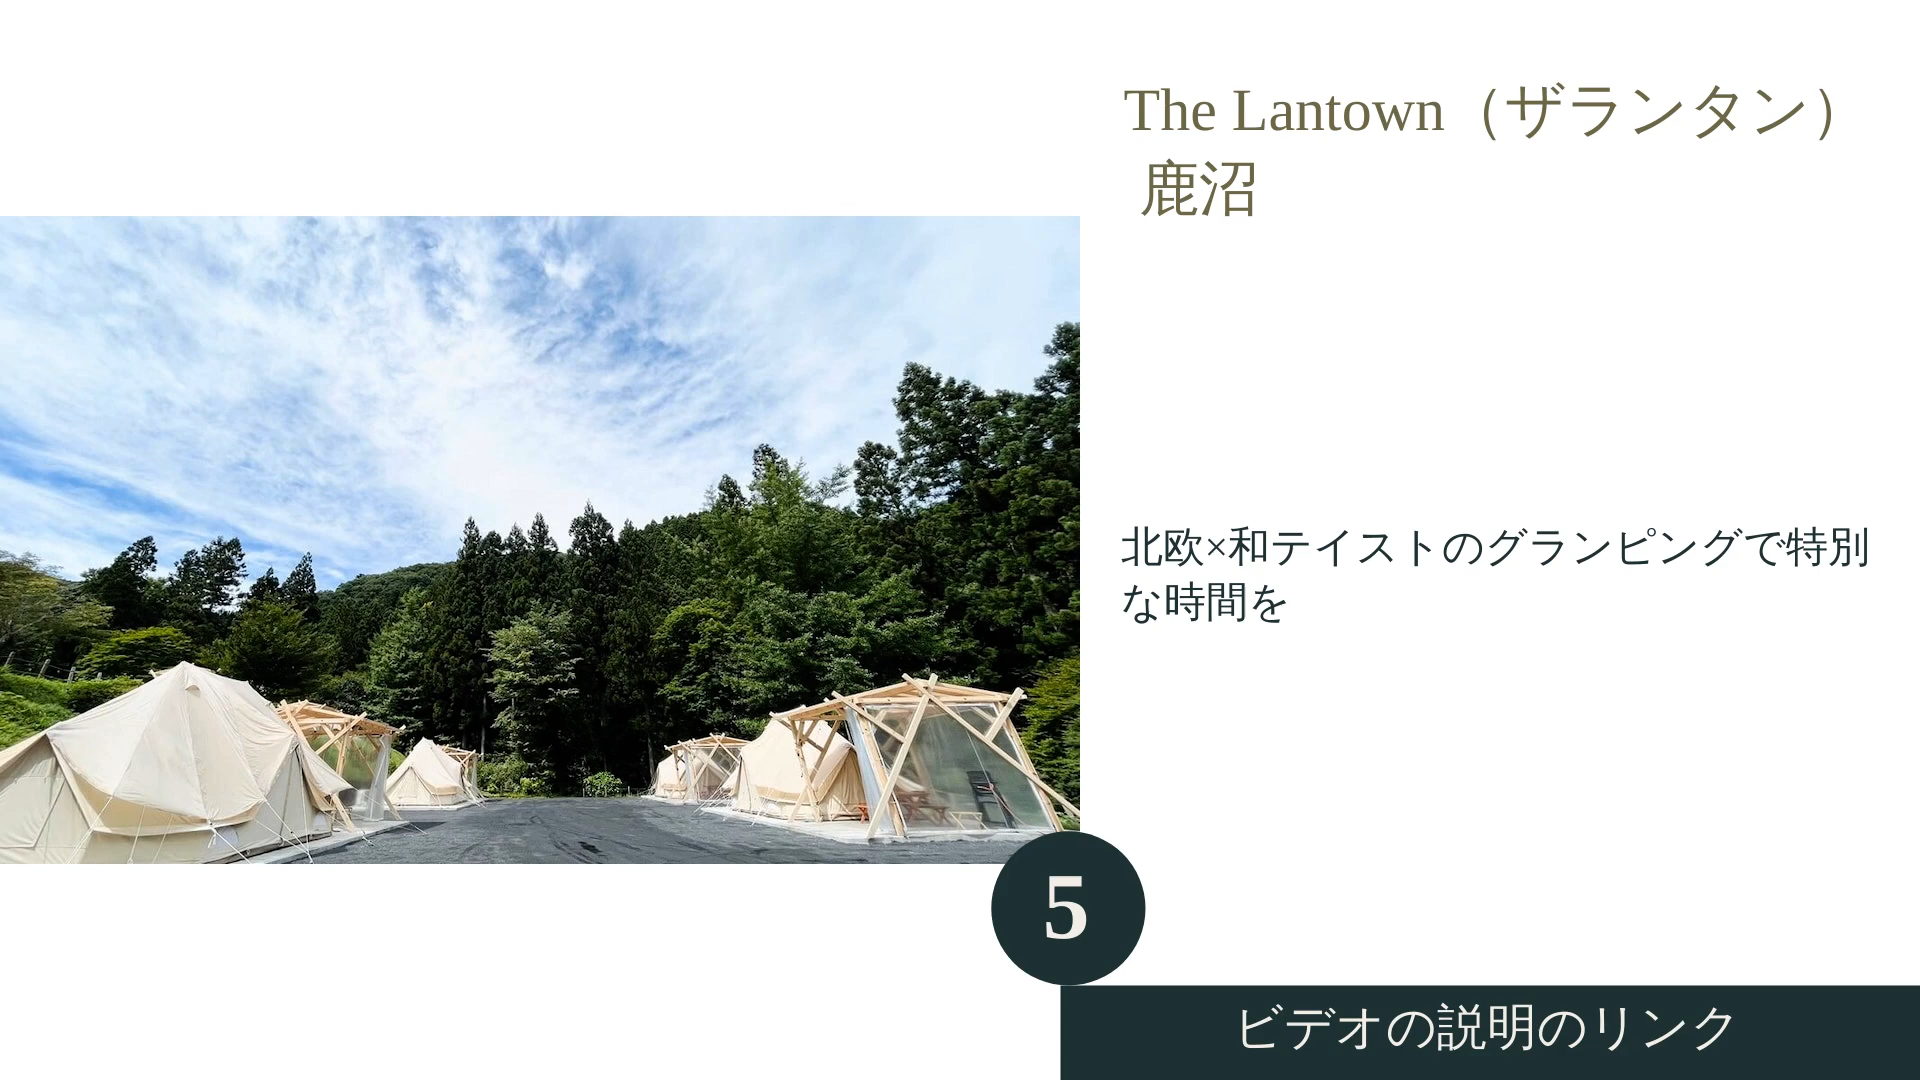 The Lantown（ザランタン）
鹿沼
北欧×和テイストのグランピングで特別
な時間を
5
ビデオの説明のリンク